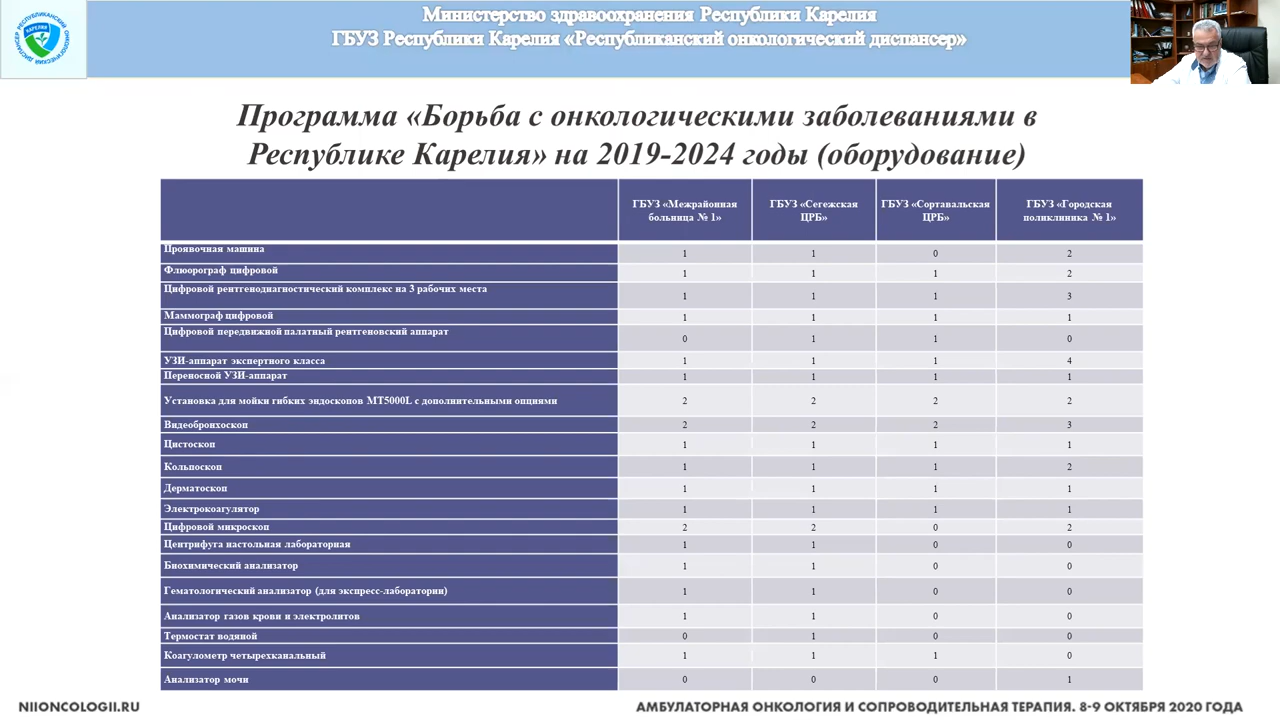 РЕСПУБЛИКАНСКИЙ ОНКОЛОГИЧЕСКИЙ ДИСПАНСЕР
КАРЕЛИЯ
Министерство здравоохранения Республики Карелия
ГБУЗ Республики Карелия «Республиканский онкологический диспансер»
Программа «Борьба с онкологическими заболеваниями в
Республике Карелия» на 2019-2024 годы (оборудование)
ГБУЗ «Межрайонная больница № 1» ГБУЗ «Сегежская ЦРБ» ГБУЗ «Сортавальская ЦРБ» ГБУЗ «Городская поликлиника № 1»
Проявочная машина 1 1 0 2
Флюорограф цифровой 1 1 1 2
Цифровой рентгенодиагностический комплекс на 3 рабочих места 1 1 1 3
Маммограф цифровой 1 1 1 1
Цифровой передвижной палатный рентгеновский аппарат 0 1 1 0
УЗИ-аппарат экспертного класса 1 1 1 4
Переносной УЗИ-аппарат 1 1 1 1
Установка для мойки гибких эндоскопов MT5000L с дополнительными опциями 2 2 2 2
Видеобронхоскоп 2 2 2 3
Цистоскоп 1 1 1 1
Кольпоскоп 1 1 1 2
Дерматоскоп 1 1 1 1
Электрокоагулятор 1 1 1 1
Цифровой микроскоп 2 2 0 2
Центрифуга настольная лабораторная 1 1 0 0
Биохимический анализатор 1 1 0 0
Гематологический анализатор (для экспресс-лаборатории) 1 1 0 0
Анализатор газов крови и электролитов 1 1 0 0
Термостат водяной 0 1 0 0
Коагулометр четырехканальный 1 1 1 0
Анализатор мочи 0 0 0 1
NIIONCOLOGII.RU
АМБУЛАТОРНАЯ ОНКОЛОГИЯ И СОПРОВОДИТЕЛЬНАЯ ТЕРАПИЯ. 8-9 ОКТЯБРЯ 2020 ГОДА